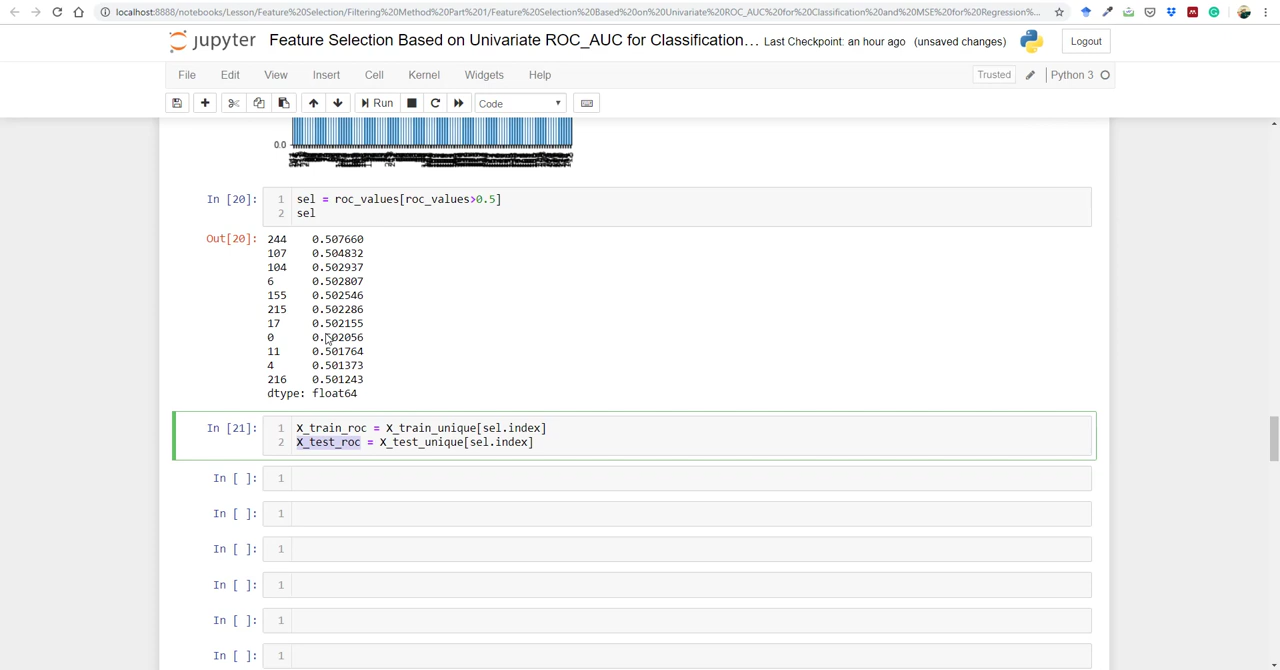 localhost:8888/notebooks/Lesson/Feature%20Selection/Filtering%20Method%20Part%201/Feature%20Selection%20Based%20on%20Univariate%20ROC_AUC%20for%20Classification%20and%20MSE%20for%20Regression%...
jupyter Feature Selection Based on Univariate ROC_AUC for Classification... Last Checkpoint: an hour ago (unsaved changes) Logout
File Edit View Insert Cell Kernel Widgets Help Trusted Python 3
Run Code
0.0
In [20]: 1 sel = roc_values[roc_values>0.5]
2 sel
Out[20]: 244 0.507660
107 0.504832
104 0.502937
6 0.502807
155 0.502546
215 0.502286
17 0.502155
0 0.502056
11 0.501764
4 0.501373
216 0.501243
dtype: float64
In [21]: 1 X_train_roc = X_train_unique[sel.index]
2 X_test_roc = X_test_unique[sel.index]
In [ ]: 1
In [ ]: 1
In [ ]: 1
In [ ]: 1
In [ ]: 1
In [ ]: 1